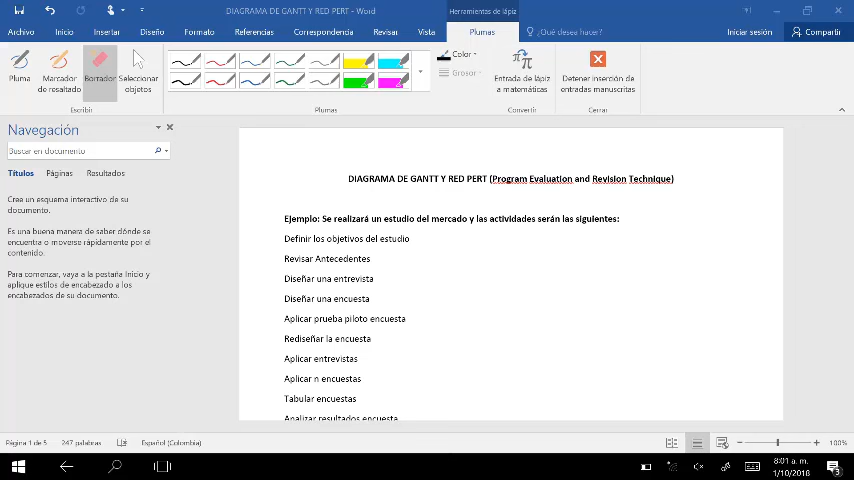 DIAGRAMA DE GANTT Y RED PERT - Word
Herramientas de lápiz
Archivo Inicio Insertar Diseño Formato Referencias Correspondencia Revisar Vista Plumas ¿Qué desea hacer? Iniciar sesión Compartir
Pluma
Marcador de resaltado
Borrador
Seleccionar objetos
Color
Grosor
Entrada de lápiz a matemáticas
Detener inserción de entradas manuscritas
Escribir Plumas Convertir Cerrar
Navegación
Buscar en documento
Títulos Páginas Resultados
Cree un esquema interactivo de su
documento.
Es una buena manera de saber dónde se
encuentra o moverse rápidamente por el
contenido.
Para comenzar, vaya a la pestaña Inicio y
aplique estilos de encabezado a los
encabezados de su documento.
DIAGRAMA DE GANTT Y RED PERT (Program Evaluation and Revision Technique)
Ejemplo: Se realizará un estudio del mercado y las actividades serán las siguientes:
Definir los objetivos del estudio
Revisar Antecedentes
Diseñar una entrevista
Diseñar una encuesta
Aplicar prueba piloto encuesta
Rediseñar la encuesta
Aplicar entrevistas
Aplicar n encuestas
Tabular encuestas
Analizar resultados encuesta
Página 1 de 5 247 palabras Español (Colombia) 100%
8:01 a. m.
1/10/2018
3